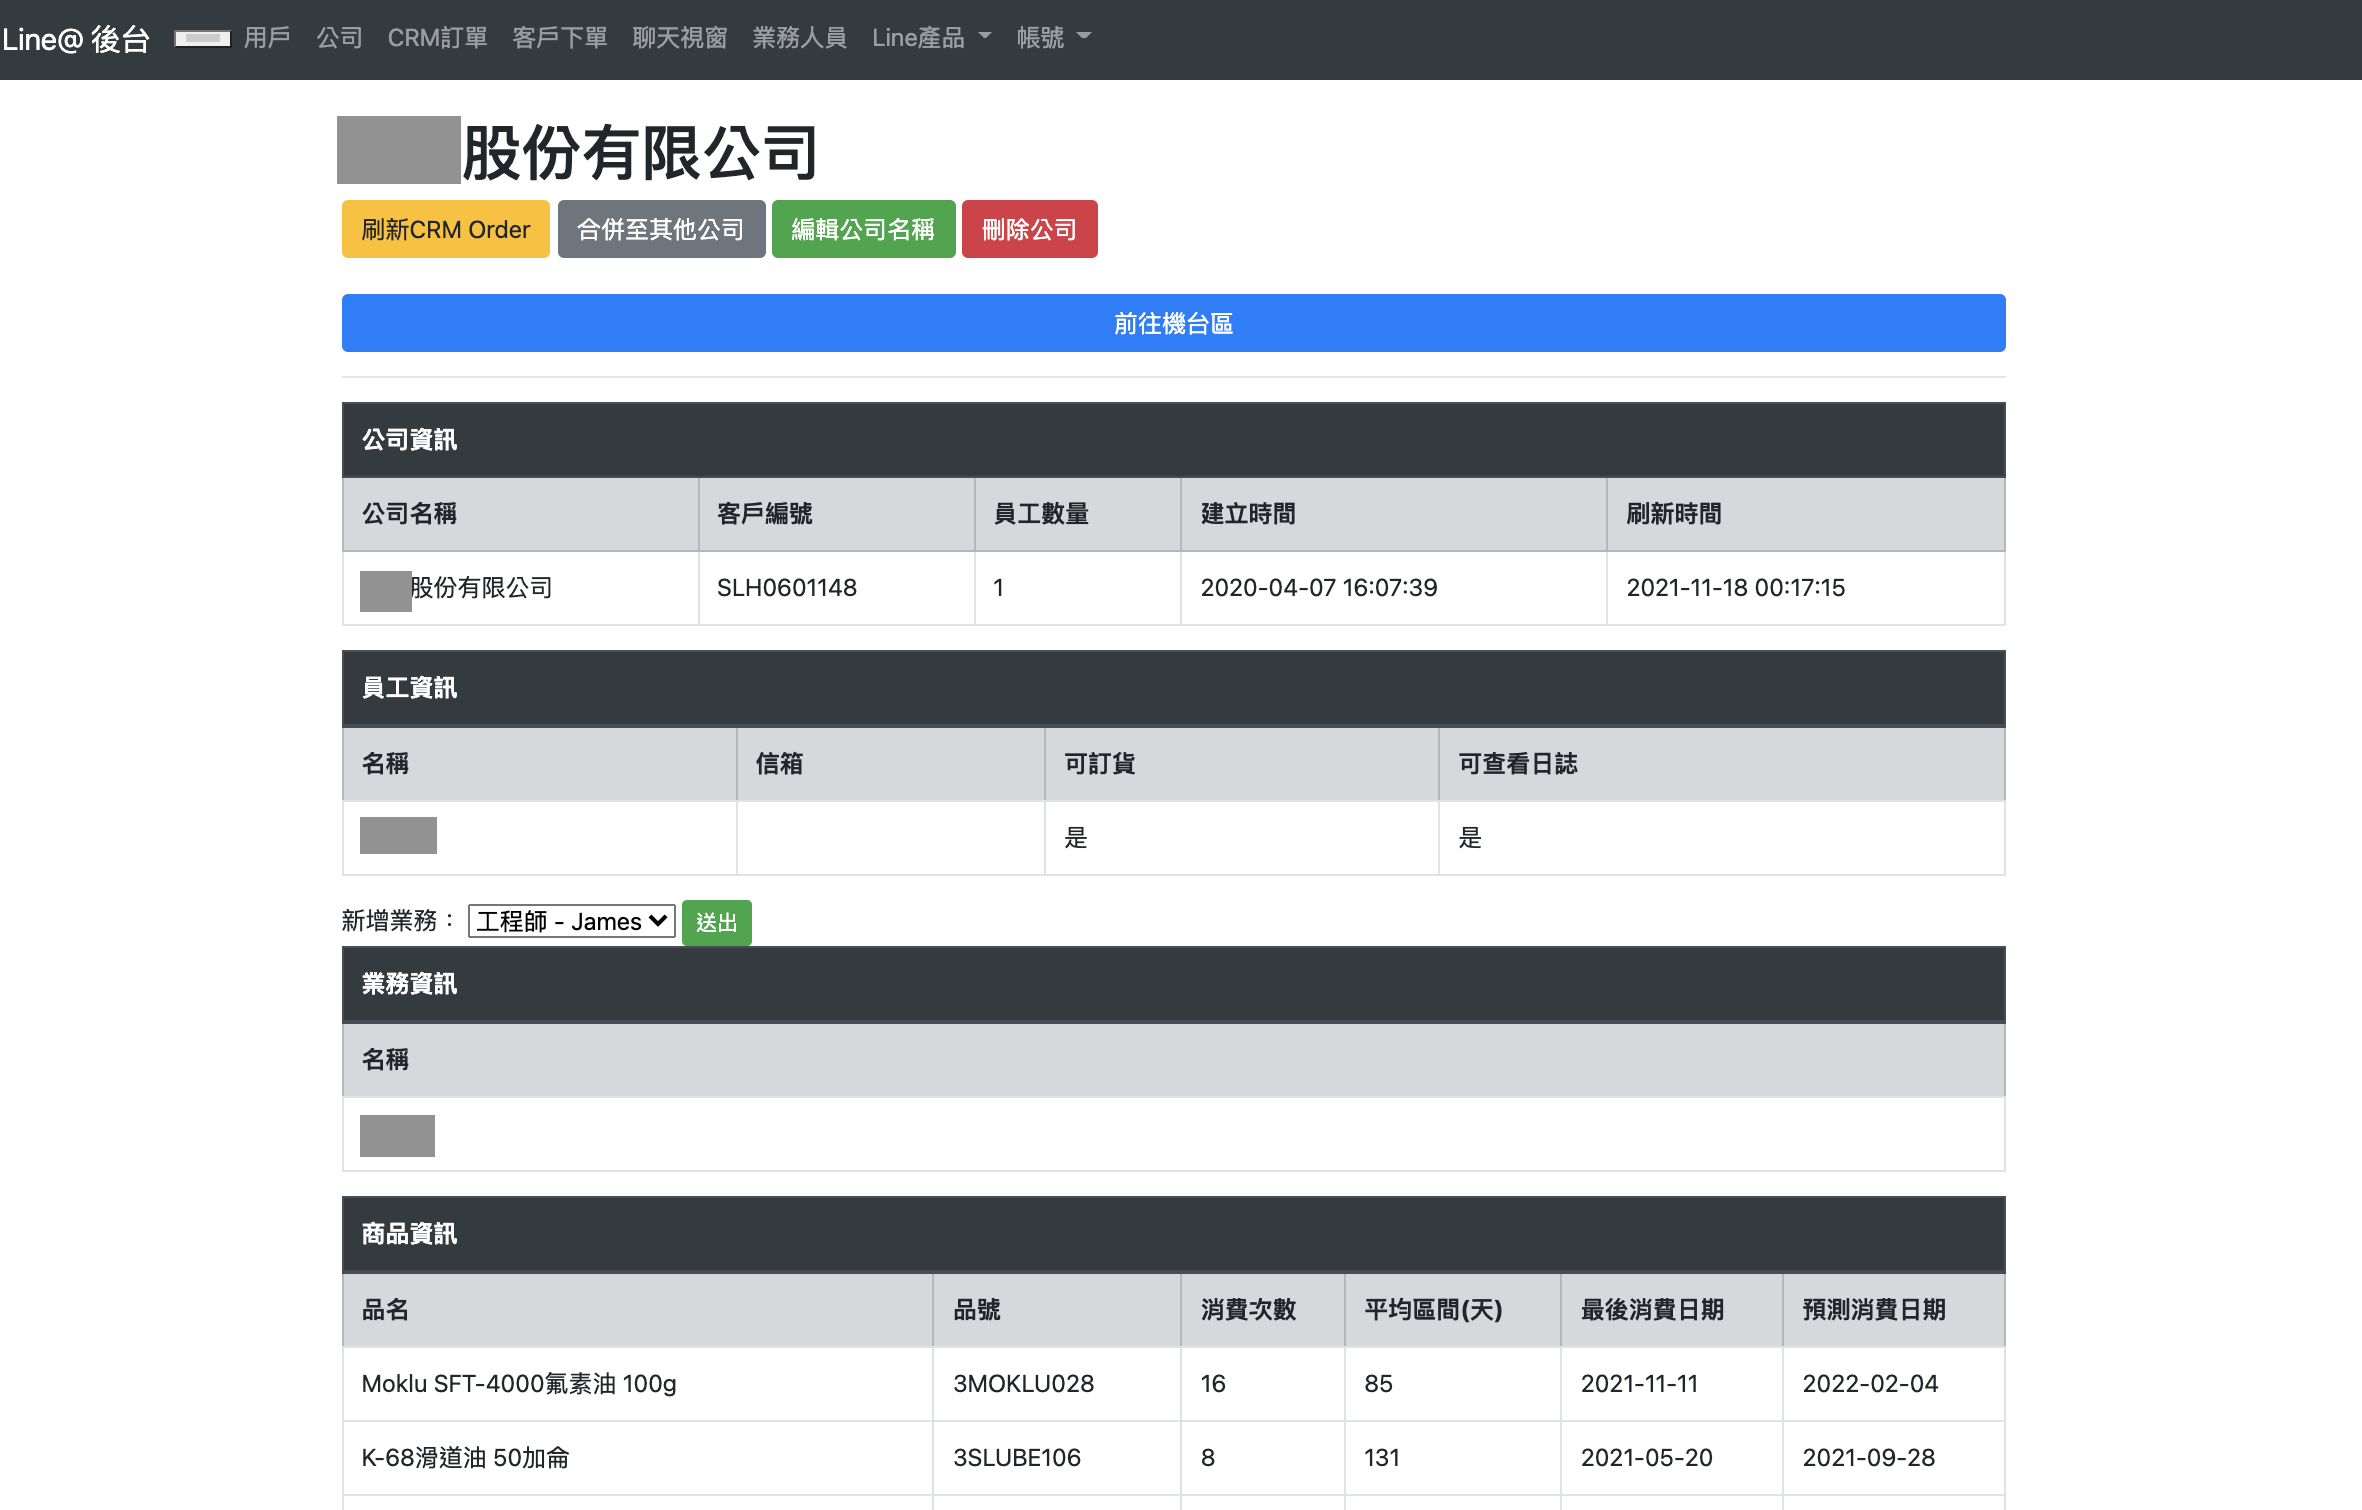 Line@ 後台 用戶 公司 CRM訂單 客戶下單 聊天視窗 業務人員 Line產品 帳號
股份有限公司
刷新CRM Order 合併至其他公司 編輯公司名稱 刪除公司
前往機台區
公司資訊
公司名稱 客戶編號 員工數量 建立時間 刷新時間
股份有限公司 SLH0601148 1 2020-04-07 16:07:39 2021-11-18 00:17:15
員工資訊
名稱 信箱 可訂貨 可查看日誌
是 是
新增業務： 工程師 - James 送出
業務資訊
名稱
商品資訊
品名 品號 消費次數 平均區間(天) 最後消費日期 預測消費日期
Moklu SFT-4000氟素油 100g 3MOKLU028 16 85 2021-11-11 2022-02-04
K-68滑道油 50加侖 3SLUBE106 8 131 2021-05-20 2021-09-28